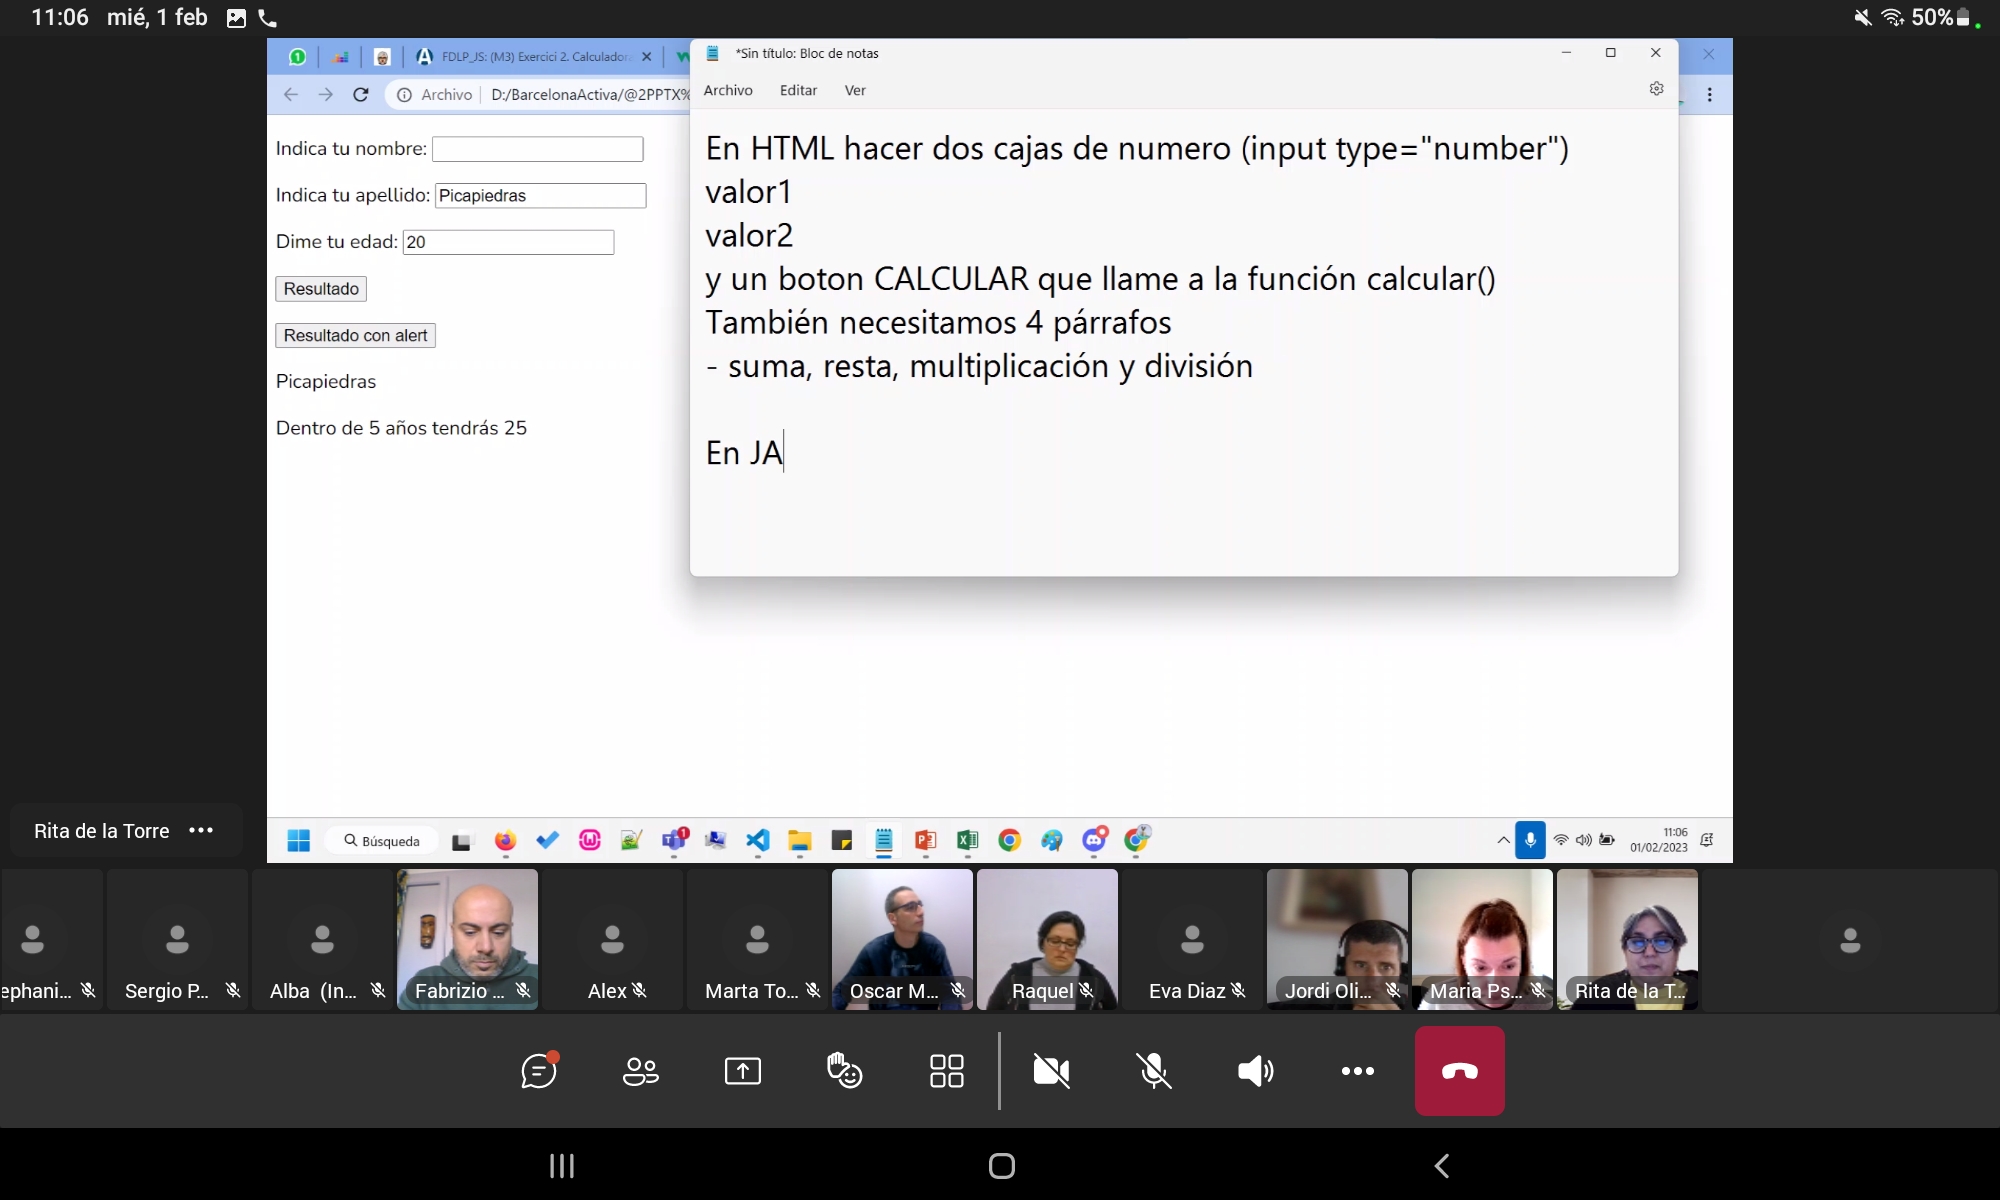 11:06 mié, 1 feb
50%
FDLP_JS: (M3) Exercici 2. Calculadora
*Sin título: Bloc de notas
Archivo
D:/BarcelonaActiva/@2PPTX%
Archivo Editar Ver
Indica tu nombre:
Indica tu apellido: Picapiedras
Dime tu edad: 20
Resultado
Resultado con alert
Picapiedras
Dentro de 5 años tendrás 25
En HTML hacer dos cajas de numero (input type="number")
valor1
valor2
y un boton CALCULAR que llame a la función calcular()
También necesitamos 4 párrafos
- suma, resta, multiplicación y división
En JA
Rita de la Torre
Búsqueda
11:06
01/02/2023
ephani...
Sergio P...
Alba (In...
Fabrizio ...
Alex
Marta To...
Oscar M...
Raquel
Eva Diaz
Jordi Oli...
Maria Ps...
Rita de la T...